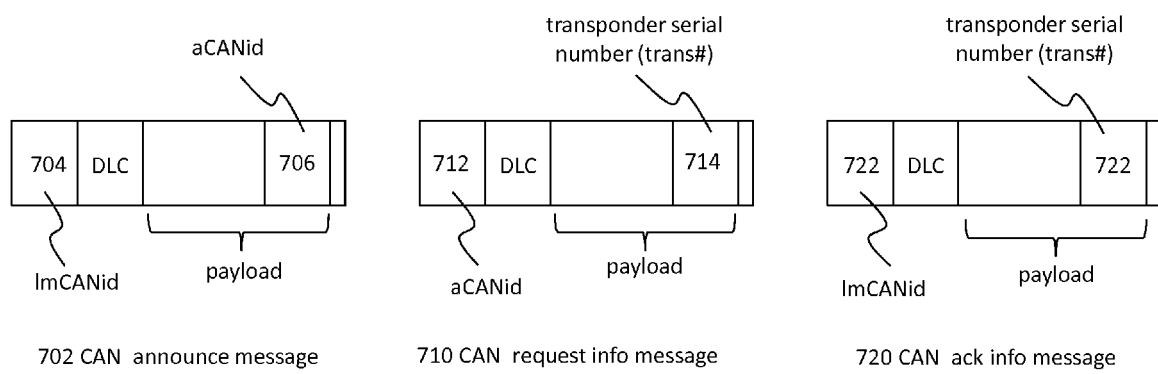 aCANid
704 DLC 706
lmCANid
payload
702 CAN announce message
transponder serial
number (trans#)
712 DLC 714
aCANid
payload
710 CAN request info message
transponder serial
number (trans#)
722 DLC 722
lmCANid
payload
720 CAN ack info message